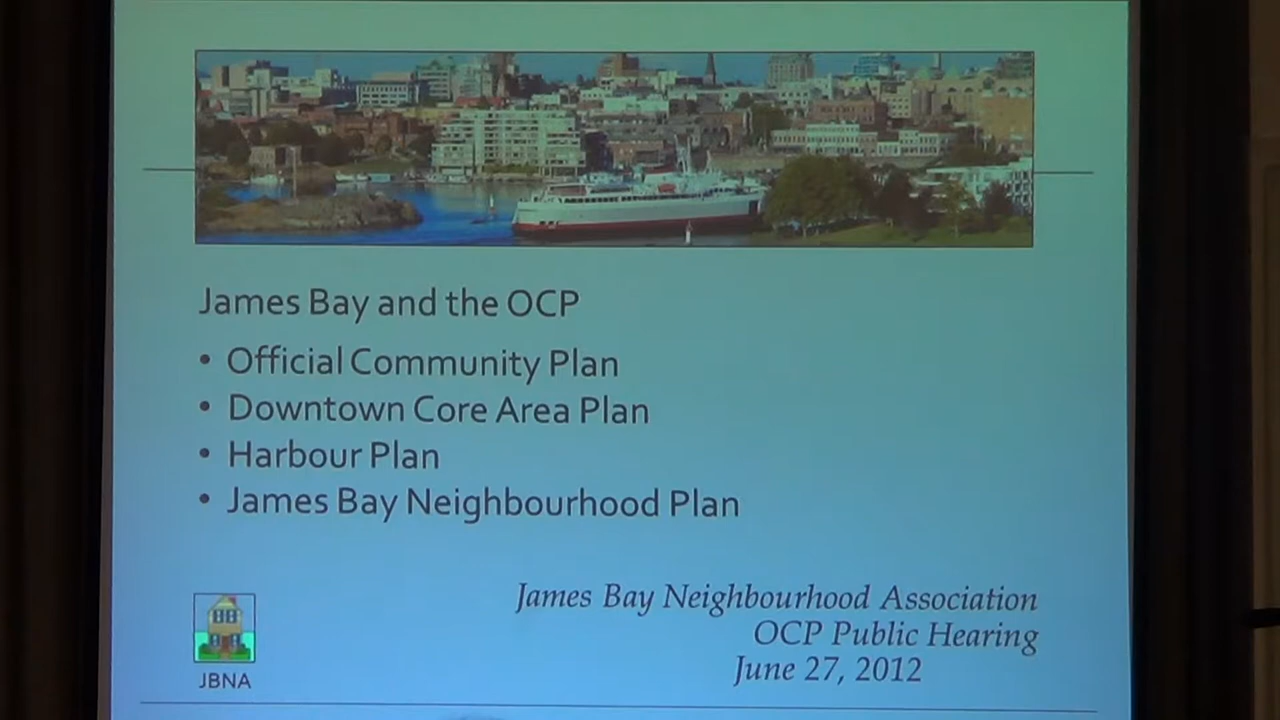 James Bay and the OCP
• Official Community Plan
• Downtown Core Area Plan
• Harbour Plan
• James Bay Neighbourhood Plan
James Bay Neighbourhood Association
OCP Public Hearing
June 27, 2012
JBNA